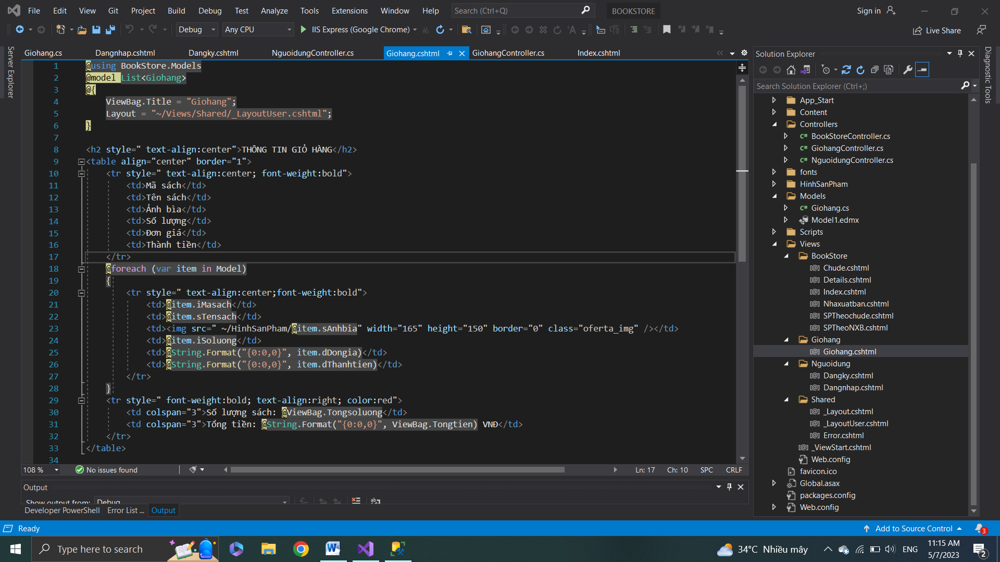 File Edit View Git Project Build Debug Test Analyze Tools Extensions Window Help Search (Ctrl+Q) BOOKSTORE Sign in
Debug Any CPU IIS Express (Google Chrome) Live Share
Server Explorer
Giohang.cs Dangnhap.cshtml Dangky.cshtml NguoidungController.cs Giohang.cshtml GiohangController.cs Index.cshtml
1 @using BookStore.Models
2 @model List<Giohang>
3 @{
4 ViewBag.Title = "Giohang";
5 Layout = "~/Views/Shared/_LayoutUser.cshtml";
6 }
7
8 <h2 style=" text-align:center">THÔNG TIN GIỎ HÀNG</h2>
9 <table align="center" border="1">
10 <tr style=" text-align:center; font-weight:bold">
11 <td>Mã sách</td>
12 <td>Tên sách</td>
13 <td>Ảnh bìa</td>
14 <td>Số lượng</td>
15 <td>Đơn giá</td>
16 <td>Thành tiền</td>
17 </tr>
18 @foreach (var item in Model)
19 {
20 <tr style=" text-align:center;font-weight:bold">
21 <td>@item.iMasach</td>
22 <td>@item.sTensach</td>
23 <td><img src=" ~/HinhSanPham/@item.sAnhbia" width="165" height="150" border="0" class="oferta_img" /></td>
24 <td>@item.iSoluong</td>
25 <td>@String.Format("{0:0,0}", item.dDongia)</td>
26 <td>@String.Format("{0:0,0}", item.dThanhtien)</td>
27 </tr>
28 }
29 <tr style=" font-weight:bold; text-align:right; color:red">
30 <td colspan="3">Số lượng sách: @ViewBag.Tongsoluong</td>
31 <td colspan="3">Tổng tiền: @String.Format("{0:0,0}", ViewBag.Tongtien) VNĐ</td>
32 </tr>
33 </table>
34
108 % No issues found Ln: 17 Ch: 10 SPC CRLF
Output
Show output from: Debug
Developer PowerShell Error List ... Output
Solution Explorer
Search Solution Explorer (Ctrl+;)
App_Start
Content
Controllers
C# BookStoreController.cs
C# GiohangController.cs
C# NguoidungController.cs
fonts
HinhSanPham
Models
C# Giohang.cs
Model1.edmx
Scripts
Views
BookStore
[@] Chude.cshtml
[@] Details.cshtml
[@] Index.cshtml
[@] Nhaxuatban.cshtml
[@] SPTheochude.cshtml
[@] SPTheoNXB.cshtml
Giohang
[@] Giohang.cshtml
Nguoidung
[@] Dangky.cshtml
[@] Dangnhap.cshtml
Shared
[@] _Layout.cshtml
[@] _LayoutUser.cshtml
[@] Error.cshtml
[@] _ViewStart.cshtml
Web.config
favicon.ico
Global.asax
packages.config
Web.config
Diagnostic Tools
Ready Add to Source Control 3
Type here to search 34°C Nhiều mây ENG 11:15 AM
5/7/2023 2